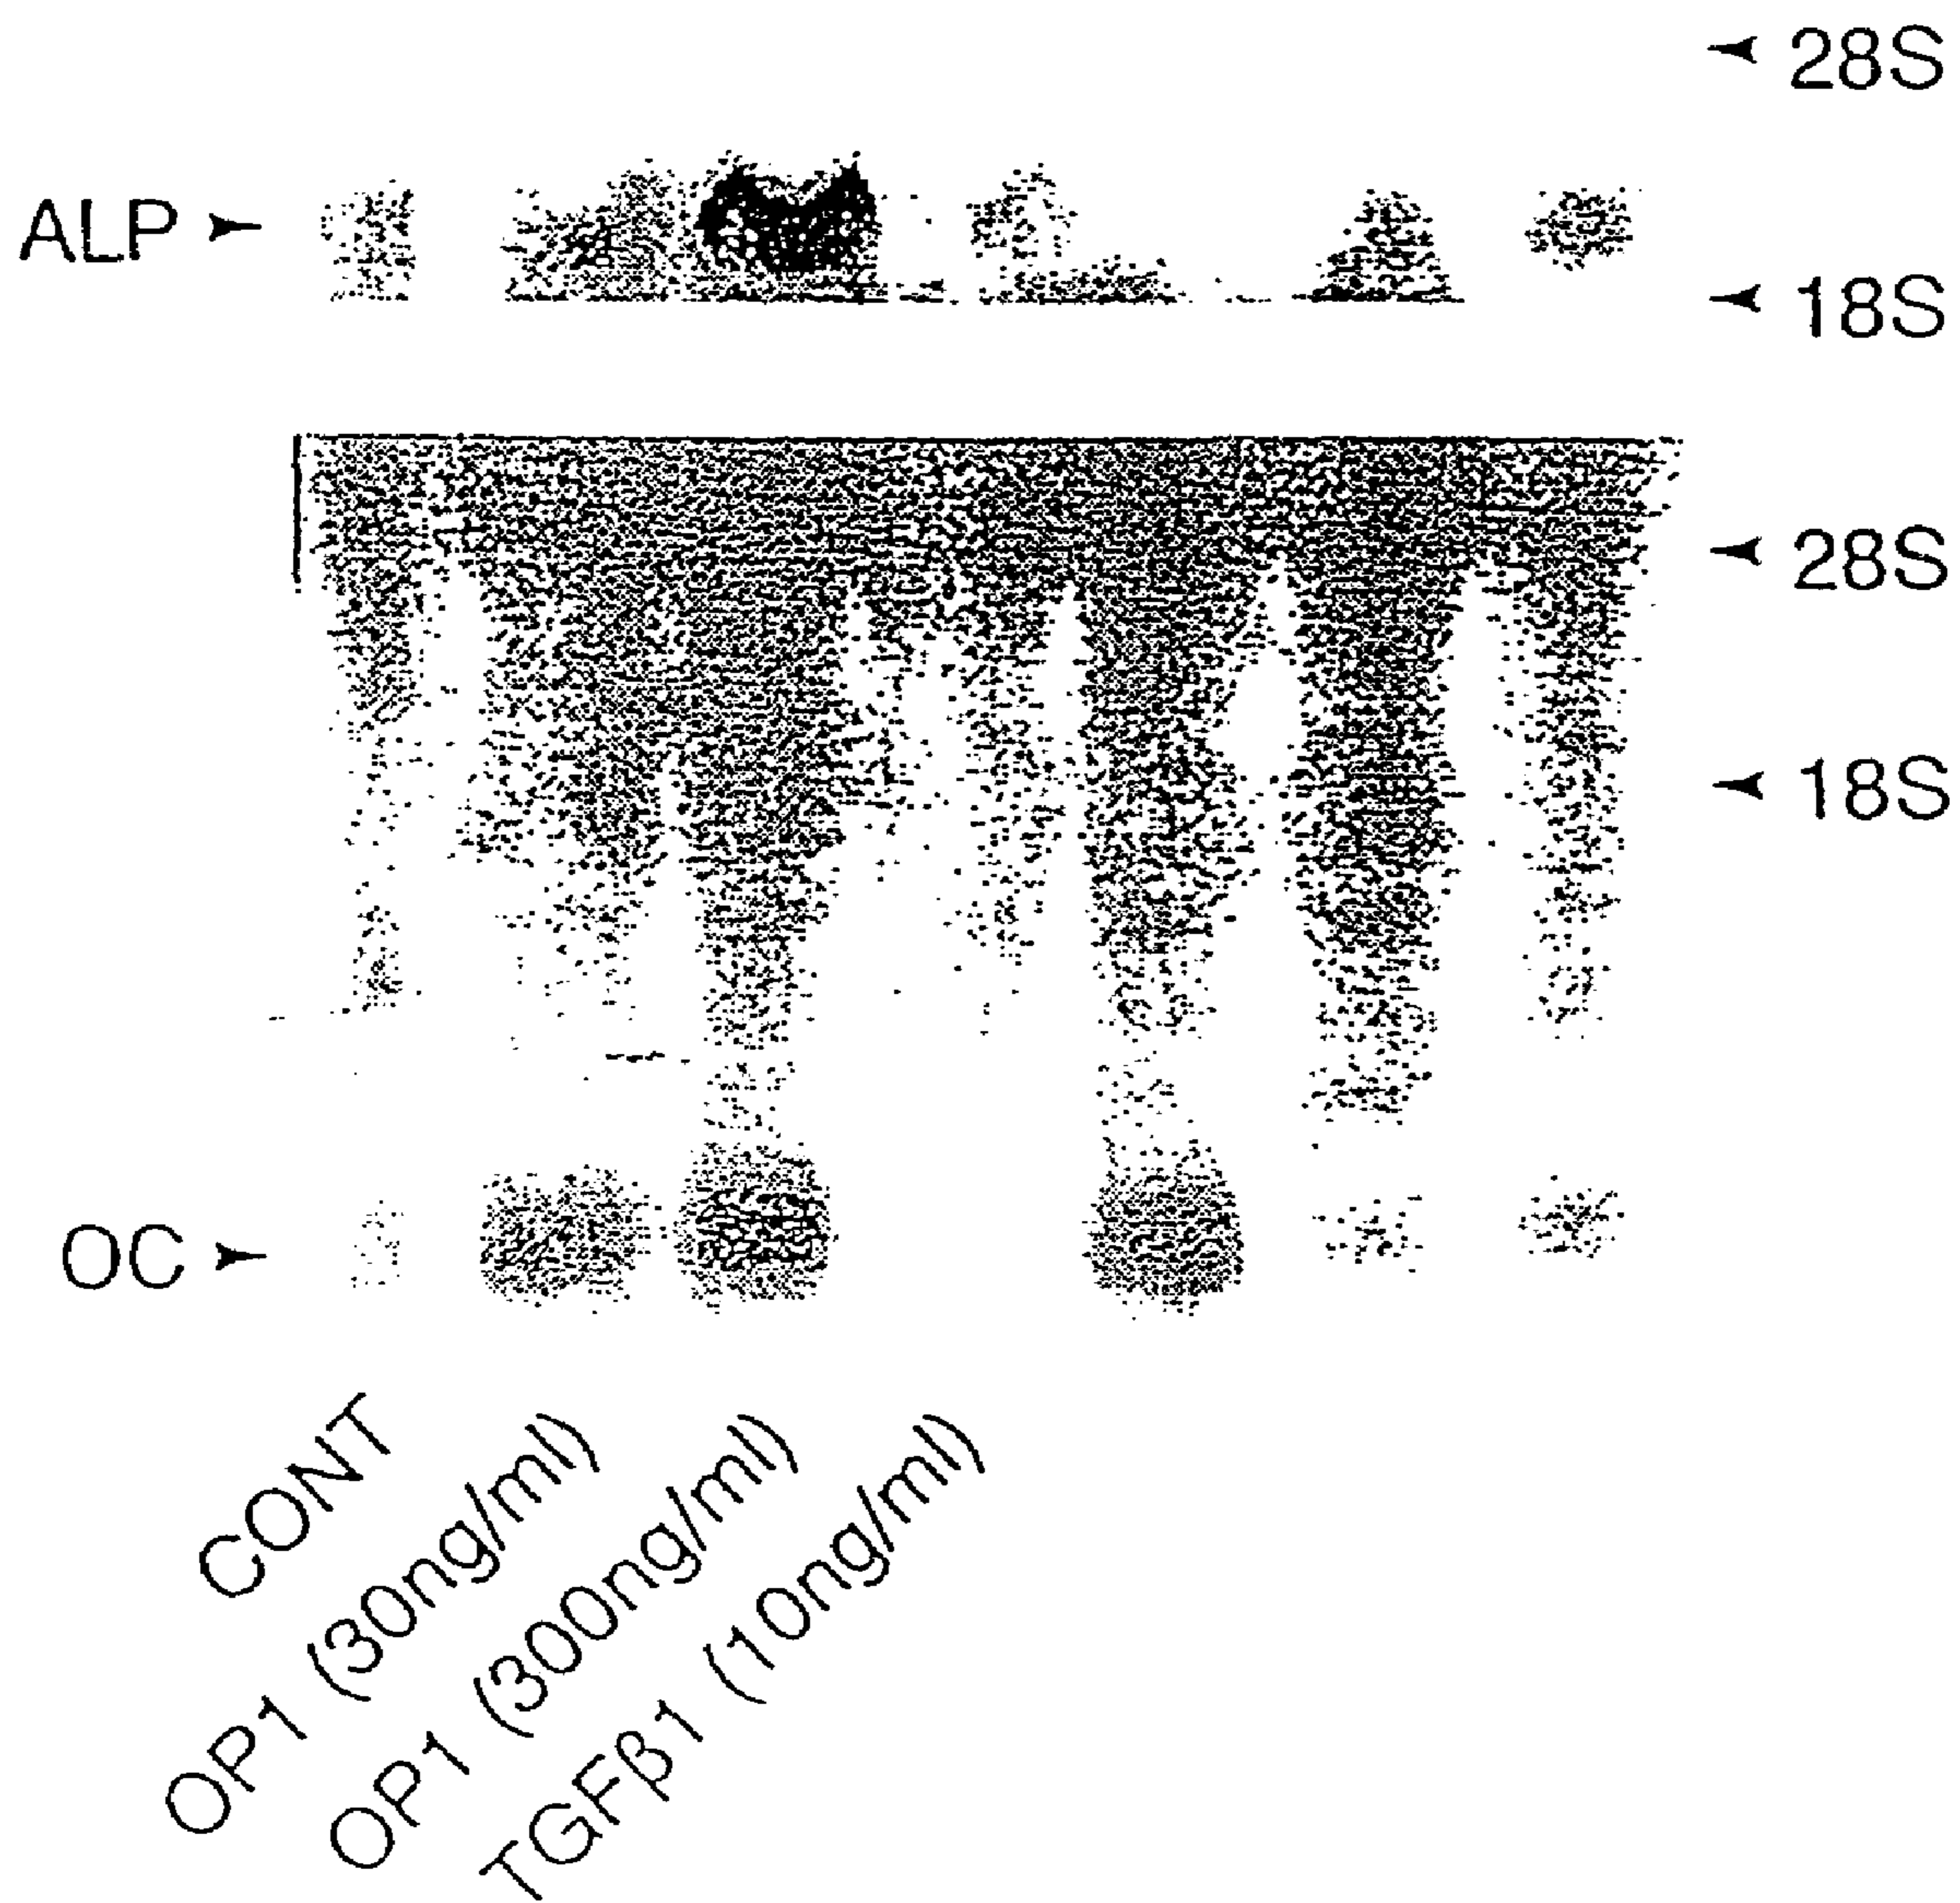 28S
ALP
18S
28S
18S
OC
CONT
OP1 (30ng/ml)
OP1 (300ng/ml)
TGFβ1 (10ng/ml)